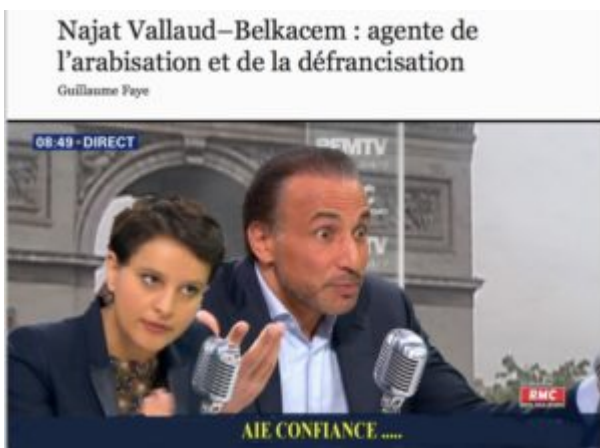 Najat Vallaud–Belkacem : agente de
l’arabisation et de la défrancisation
Guillaume Faye
08:49 · DIRECT
BFMTV
RMC
AIE CONFIANCE .....